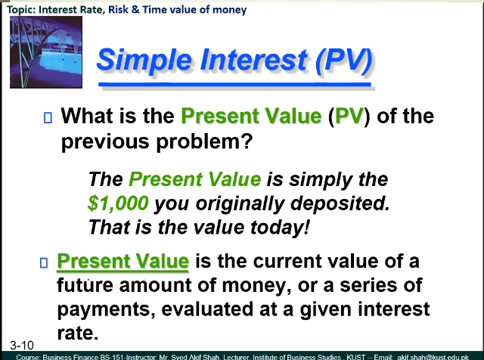 Topic: Interest Rate, Risk & Time value of money
Simple Interest (PV)
What is the Present Value (PV) of the
previous problem?
The Present Value is simply the
$1,000 you originally deposited.
That is the value today!
Present Value is the current value of a
future amount of money, or a series of
payments, evaluated at a given interest
rate.
3-10
Course: Business Finance BS-151-Instructor: Mr. Syed Akif Shah, Lecturer, Institute of Business Studies , KUST – Email: akif.shah@kust.edu.pk